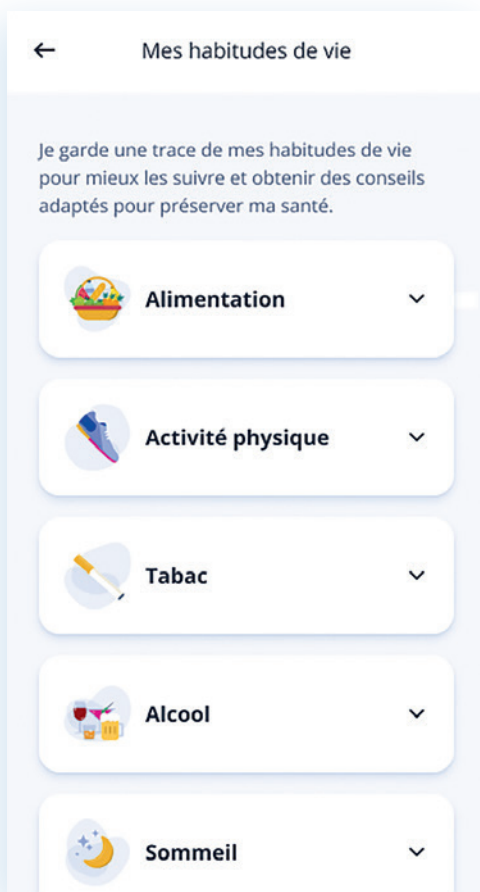 Mes habitudes de vie
Je garde une trace de mes habitudes de vie
pour mieux les suivre et obtenir des conseils
adaptés pour préserver ma santé.
Alimentation
Activité physique
Tabac
Alcool
Sommeil